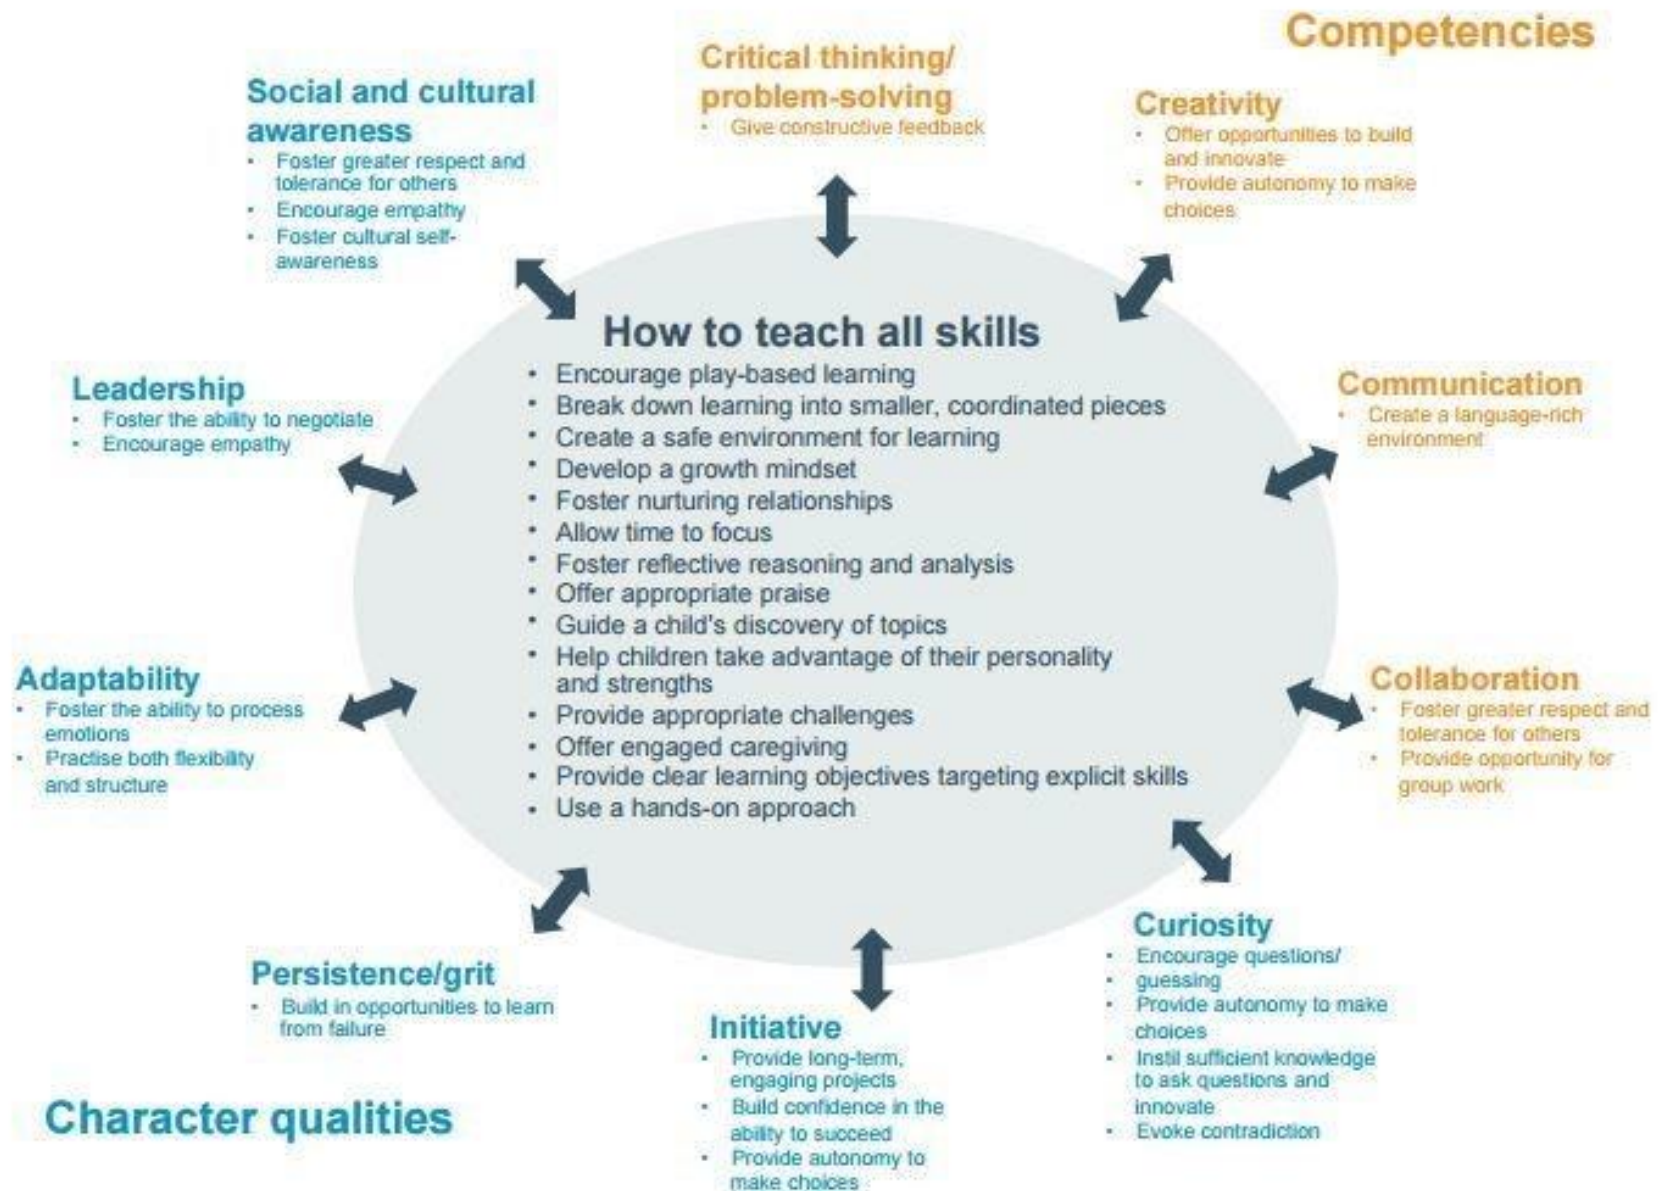 Competencies
Critical thinking/
problem-solving
• Give constructive feedback
Creativity
• Offer opportunities to build
and innovate
• Provide autonomy to make
choices
Social and cultural
awareness
• Foster greater respect and
tolerance for others
• Encourage empathy
• Foster cultural self-
awareness
How to teach all skills
• Encourage play-based learning
• Break down learning into smaller, coordinated pieces
• Create a safe environment for learning
• Develop a growth mindset
• Foster nurturing relationships
• Allow time to focus
• Foster reflective reasoning and analysis
• Offer appropriate praise
• Guide a child's discovery of topics
• Help children take advantage of their personality
and strengths
• Provide appropriate challenges
• Offer engaged caregiving
• Provide clear learning objectives targeting explicit skills
• Use a hands-on approach
Leadership
• Foster the ability to negotiate
• Encourage empathy
Communication
• Create a language-rich
environment
Adaptability
• Foster the ability to process
emotions
• Practise both flexibility
and structure
Collaboration
• Foster greater respect and
tolerance for others
• Provide opportunity for
group work
Persistence/grit
• Build in opportunities to learn
from failure
Initiative
• Provide long-term,
engaging projects
• Build confidence in the
ability to succeed
• Provide autonomy to
make choices
Curiosity
• Encourage questions/
• guessing
• Provide autonomy to make
choices
• Instil sufficient knowledge
to ask questions and
innovate
• Evoke contradiction
Character qualities